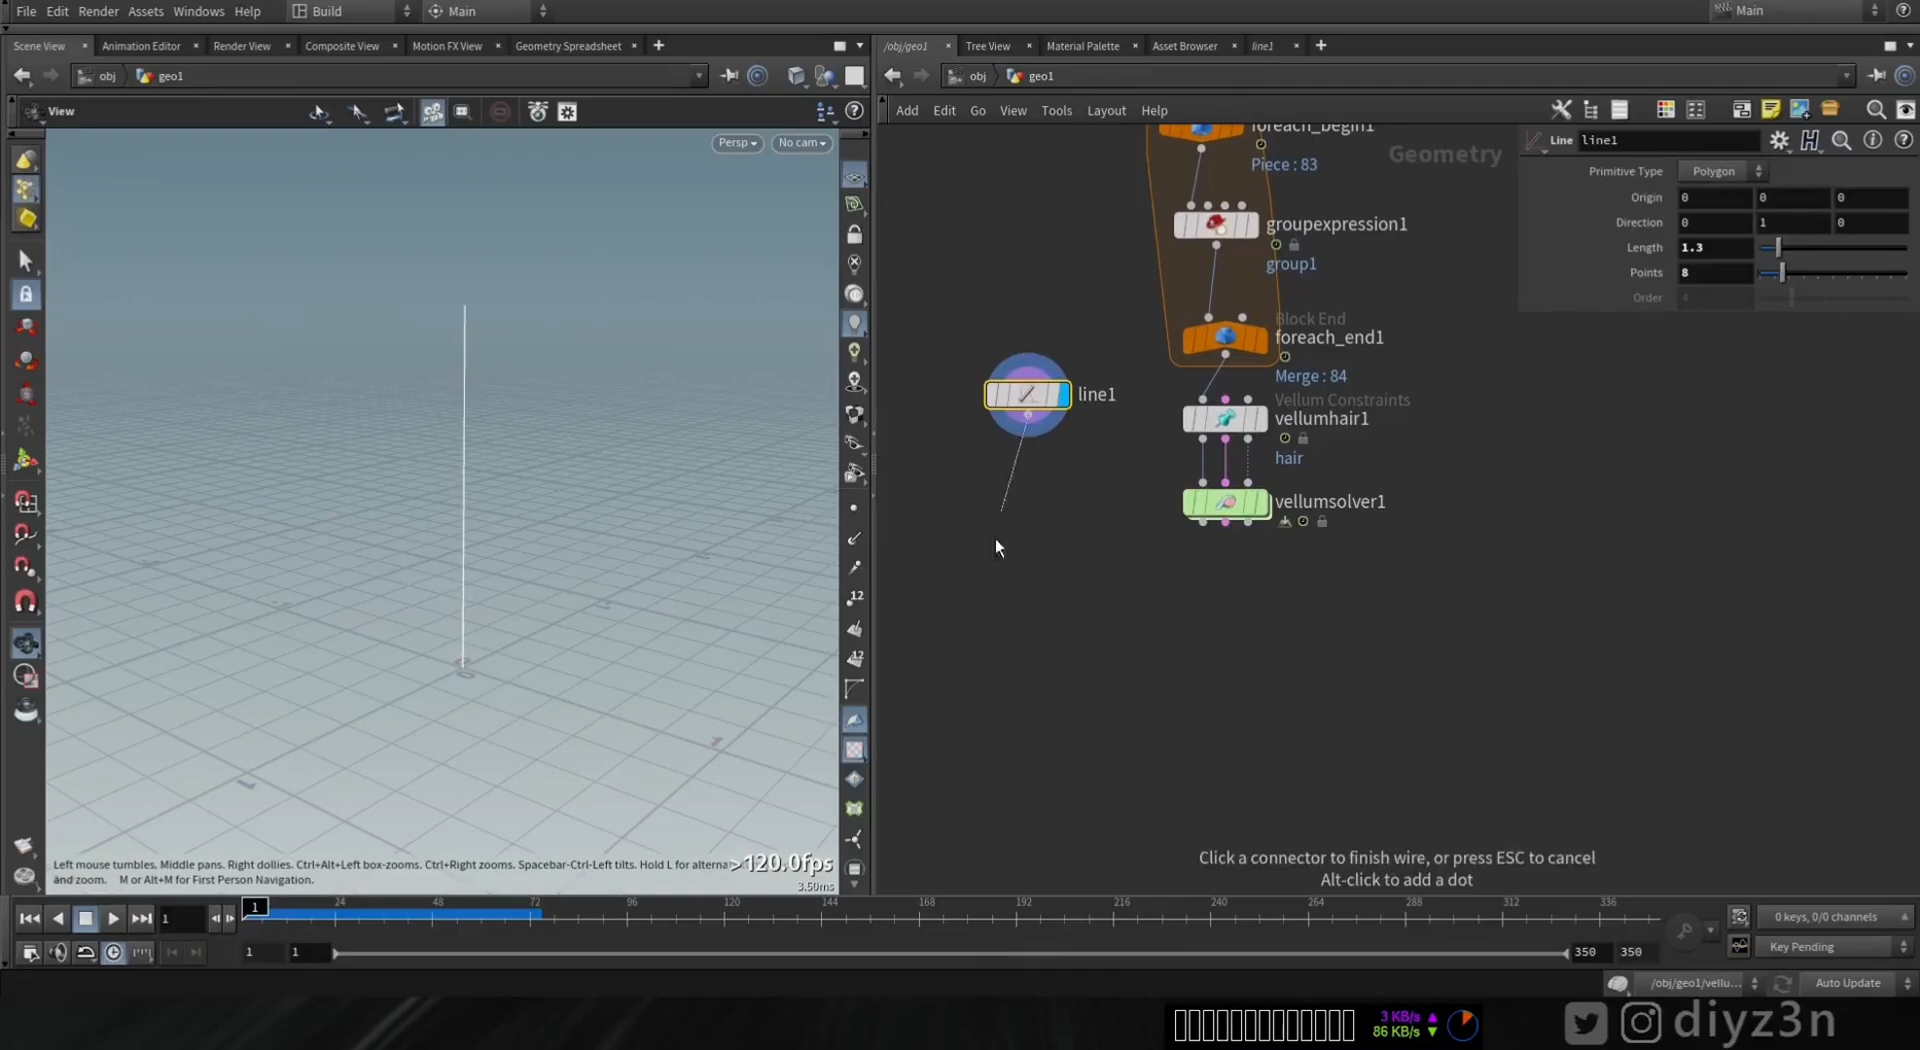 File Edit Render Assets Windows Help Build Main Main
Scene View Animation Editor Render View Composite View Motion FX View Geometry Spreadsheet
/obj/geo1 Tree View Material Palette Asset Browser line1
obj geo1
obj geo1
View
Add Edit Go View Tools Layout Help
Persp No cam
foreach_begin1
Piece : 83
Geometry
groupexpression1
group1
Block End
foreach_end1
Merge : 84
line1
Vellum Constraints
vellumhair1
hair
vellumsolver1
Line line1
Primitive Type Polygon
Origin 0 0 0
Direction 0 1 0
Length 1.3
Points 8
Order 4
12
12
Left mouse tumbles. Middle pans. Right dollies. Ctrl+Alt+Left box-zooms. Ctrl+Right zooms. Spacebar-Ctrl-Left tilts. Hold L for alterna
and zoom. M or Alt+M for First Person Navigation.
>120.0fps
3.50ms
Click a connector to finish wire, or press ESC to cancel
Alt-click to add a dot
1 1 24 48 72 96 120 144 168 192 216 240 264 288 312 336
0 keys, 0/0 channels
1 1 350 350
Key Pending
/obj/geo1/vellu... Auto Update
3 KB/s
86 KB/s
diyz3n